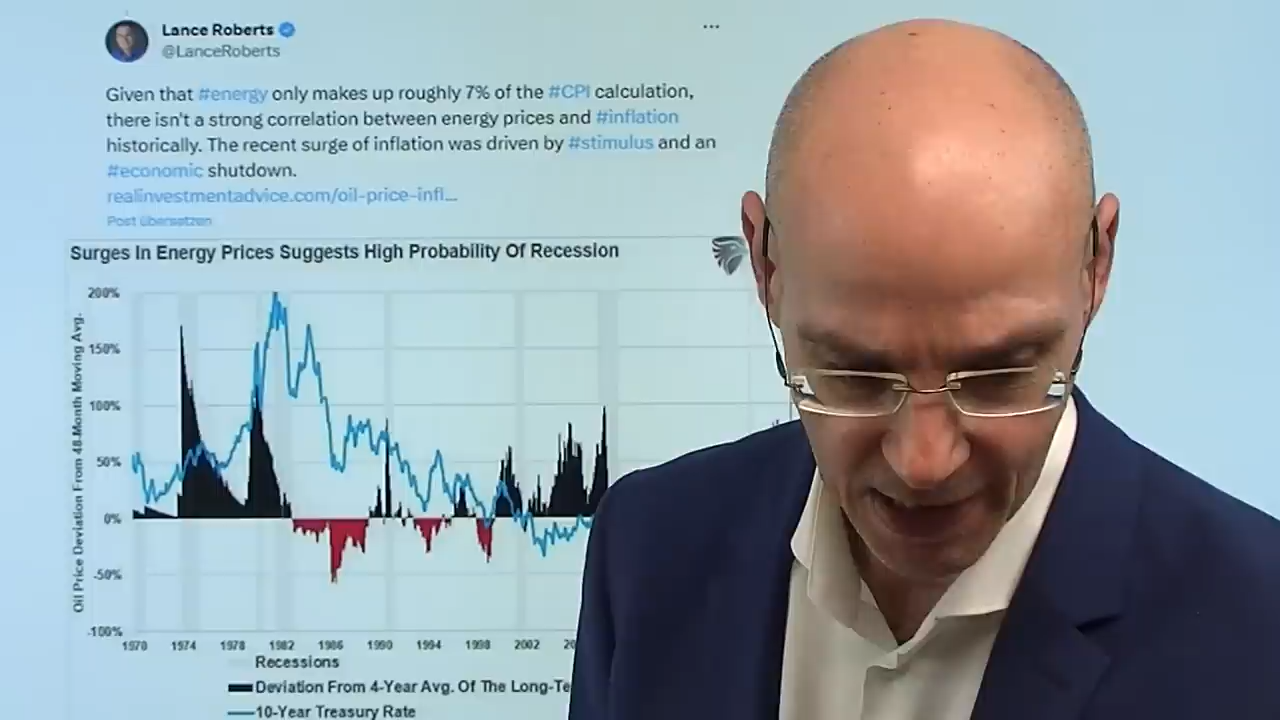 Lance Roberts
@LanceRoberts
Given that #energy only makes up roughly 7% of the #CPI calculation,
there isn't a strong correlation between energy prices and #inflation
historically. The recent surge of inflation was driven by #stimulus and an
#economic shutdown.
realinvestmentadvice.com/oil-price-infl...
Post übersetzen
Surges In Energy Prices Suggests High Probability Of Recession
Oil Price Deviation From 48-Month Moving Avg.
200%
150%
100%
50%
0%
-50%
-100%
1970 1974 1978 1982 1986 1990 1994 1998 2002 20
Recessions
Deviation From 4-Year Avg. Of The Long-Te
10-Year Treasury Rate